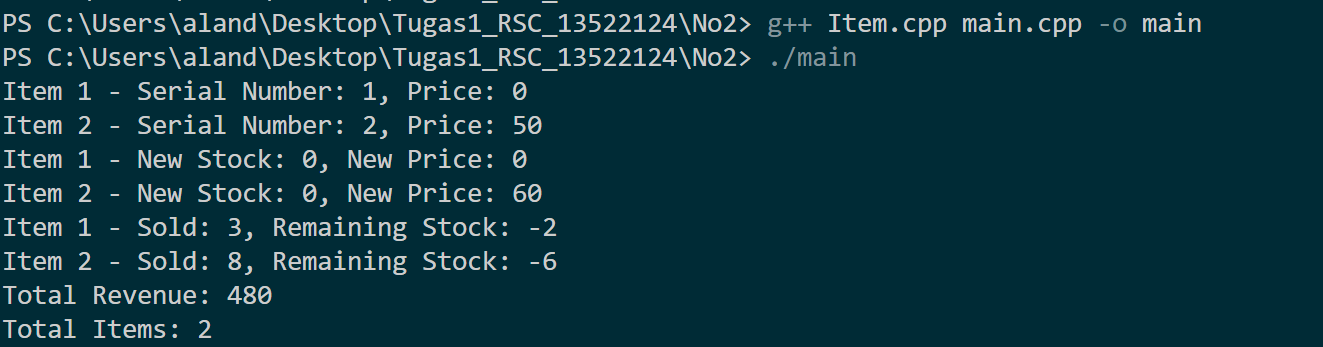 PS C:\Users\aland\Desktop\Tugas1_RSC_13522124\No2> g++ Item.cpp main.cpp -o main
PS C:\Users\aland\Desktop\Tugas1_RSC_13522124\No2> ./main
Item 1 - Serial Number: 1, Price: 0
Item 2 - Serial Number: 2, Price: 50
Item 1 - New Stock: 0, New Price: 0
Item 2 - New Stock: 0, New Price: 60
Item 1 - Sold: 3, Remaining Stock: -2
Item 2 - Sold: 8, Remaining Stock: -6
Total Revenue: 480
Total Items: 2